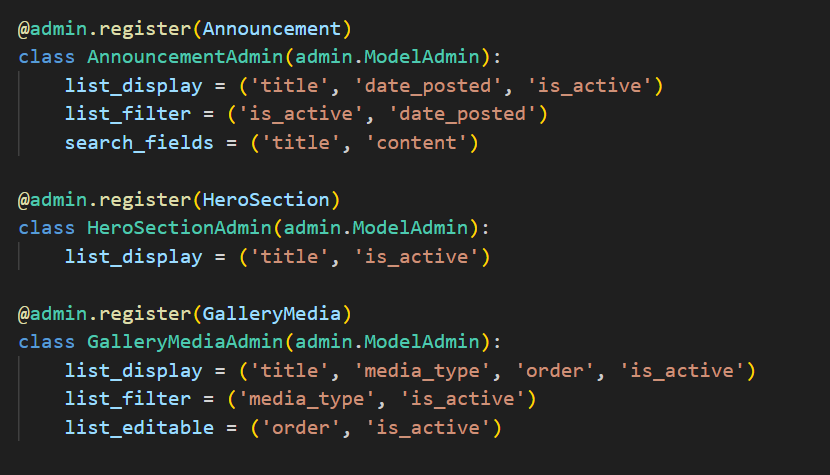 @admin.register(Announcement)
class AnnouncementAdmin(admin.ModelAdmin):
    list_display = ('title', 'date_posted', 'is_active')
    list_filter = ('is_active', 'date_posted')
    search_fields = ('title', 'content')

@admin.register(HeroSection)
class HeroSectionAdmin(admin.ModelAdmin):
    list_display = ('title', 'is_active')

@admin.register(GalleryMedia)
class GalleryMediaAdmin(admin.ModelAdmin):
    list_display = ('title', 'media_type', 'order', 'is_active')
    list_filter = ('media_type', 'is_active')
    list_editable = ('order', 'is_active')